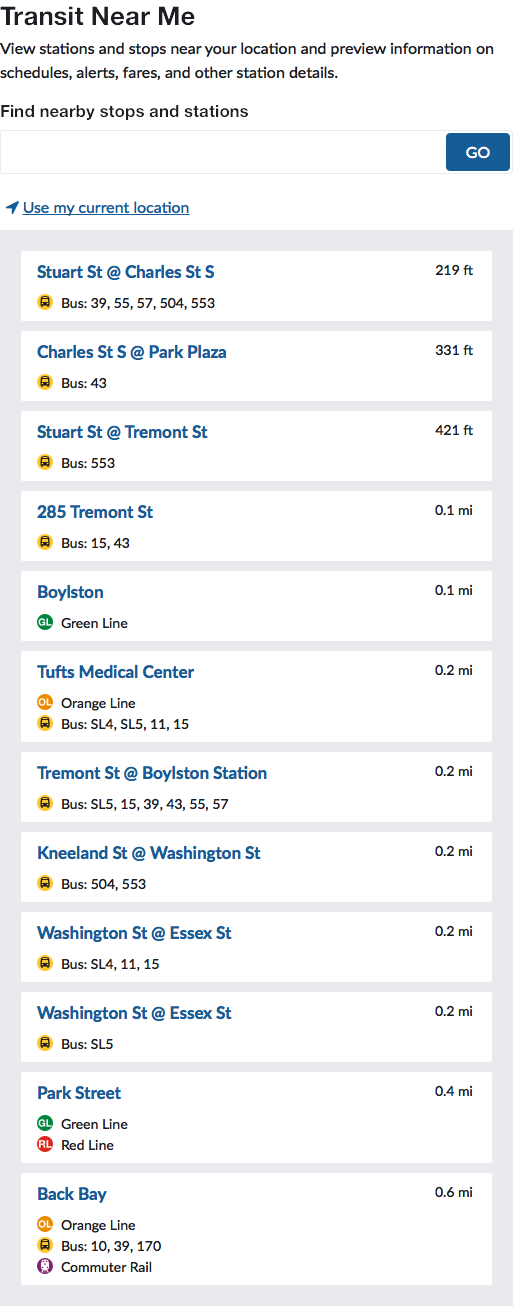 Transit Near Me
View stations and stops near your location and preview information on
schedules, alerts, fares, and other station details.
Find nearby stops and stations
GO
Use my current location
Stuart St @ Charles St S
219 ft
Bus: 39, 55, 57, 504, 553
Charles St S @ Park Plaza
331 ft
Bus: 43
Stuart St @ Tremont St
421 ft
Bus: 553
285 Tremont St
0.1 mi
Bus: 15, 43
Boylston
0.1 mi
GL Green Line
Tufts Medical Center
0.2 mi
OL Orange Line
Bus: SL4, SL5, 11, 15
Tremont St @ Boylston Station
0.2 mi
Bus: SL5, 15, 39, 43, 55, 57
Kneeland St @ Washington St
0.2 mi
Bus: 504, 553
Washington St @ Essex St
0.2 mi
Bus: SL4, 11, 15
Washington St @ Essex St
0.2 mi
Bus: SL5
Park Street
0.4 mi
GL Green Line
RL Red Line
Back Bay
0.6 mi
OL Orange Line
Bus: 10, 39, 170
Commuter Rail